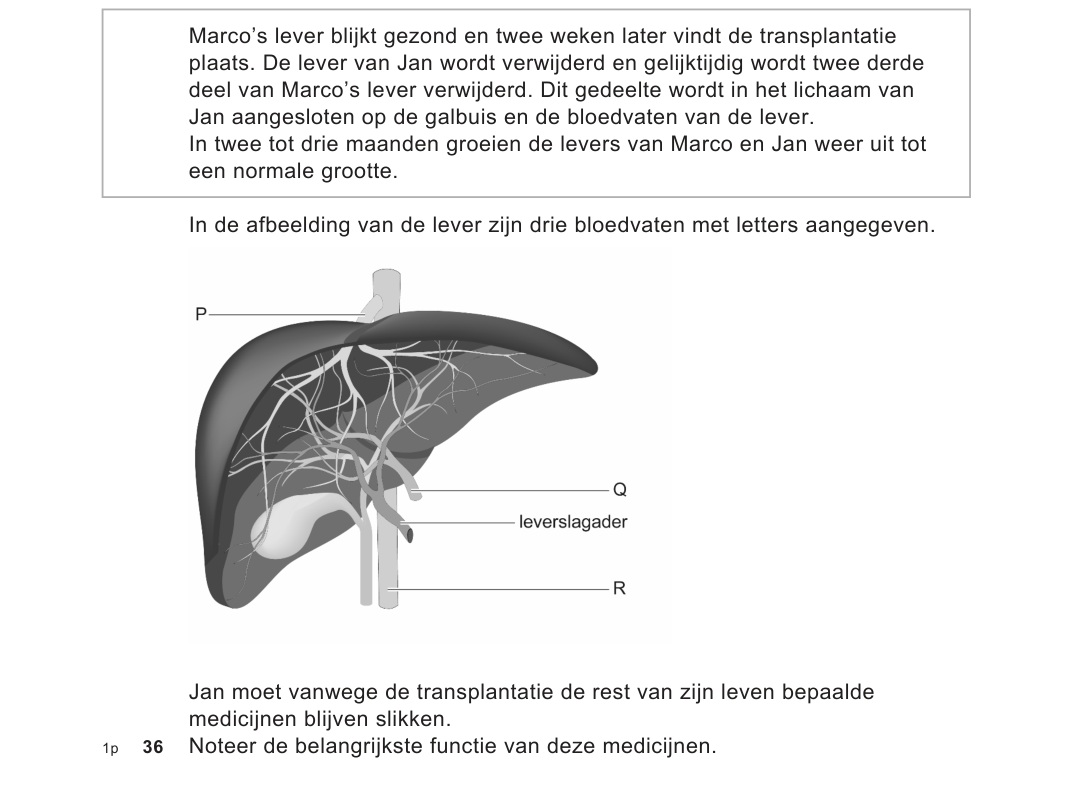 Marco’s lever blijkt gezond en twee weken later vindt de transplantatie
plaats. De lever van Jan wordt verwijderd en gelijktijdig wordt twee derde
deel van Marco’s lever verwijderd. Dit gedeelte wordt in het lichaam van
Jan aangesloten op de galbuis en de bloedvaten van de lever.
In twee tot drie maanden groeien de levers van Marco en Jan weer uit tot
een normale grootte.
In de afbeelding van de lever zijn drie bloedvaten met letters aangegeven.
P
Q
leverslagader
R
Jan moet vanwege de transplantatie de rest van zijn leven bepaalde
medicijnen blijven slikken.
1p 36 Noteer de belangrijkste functie van deze medicijnen.